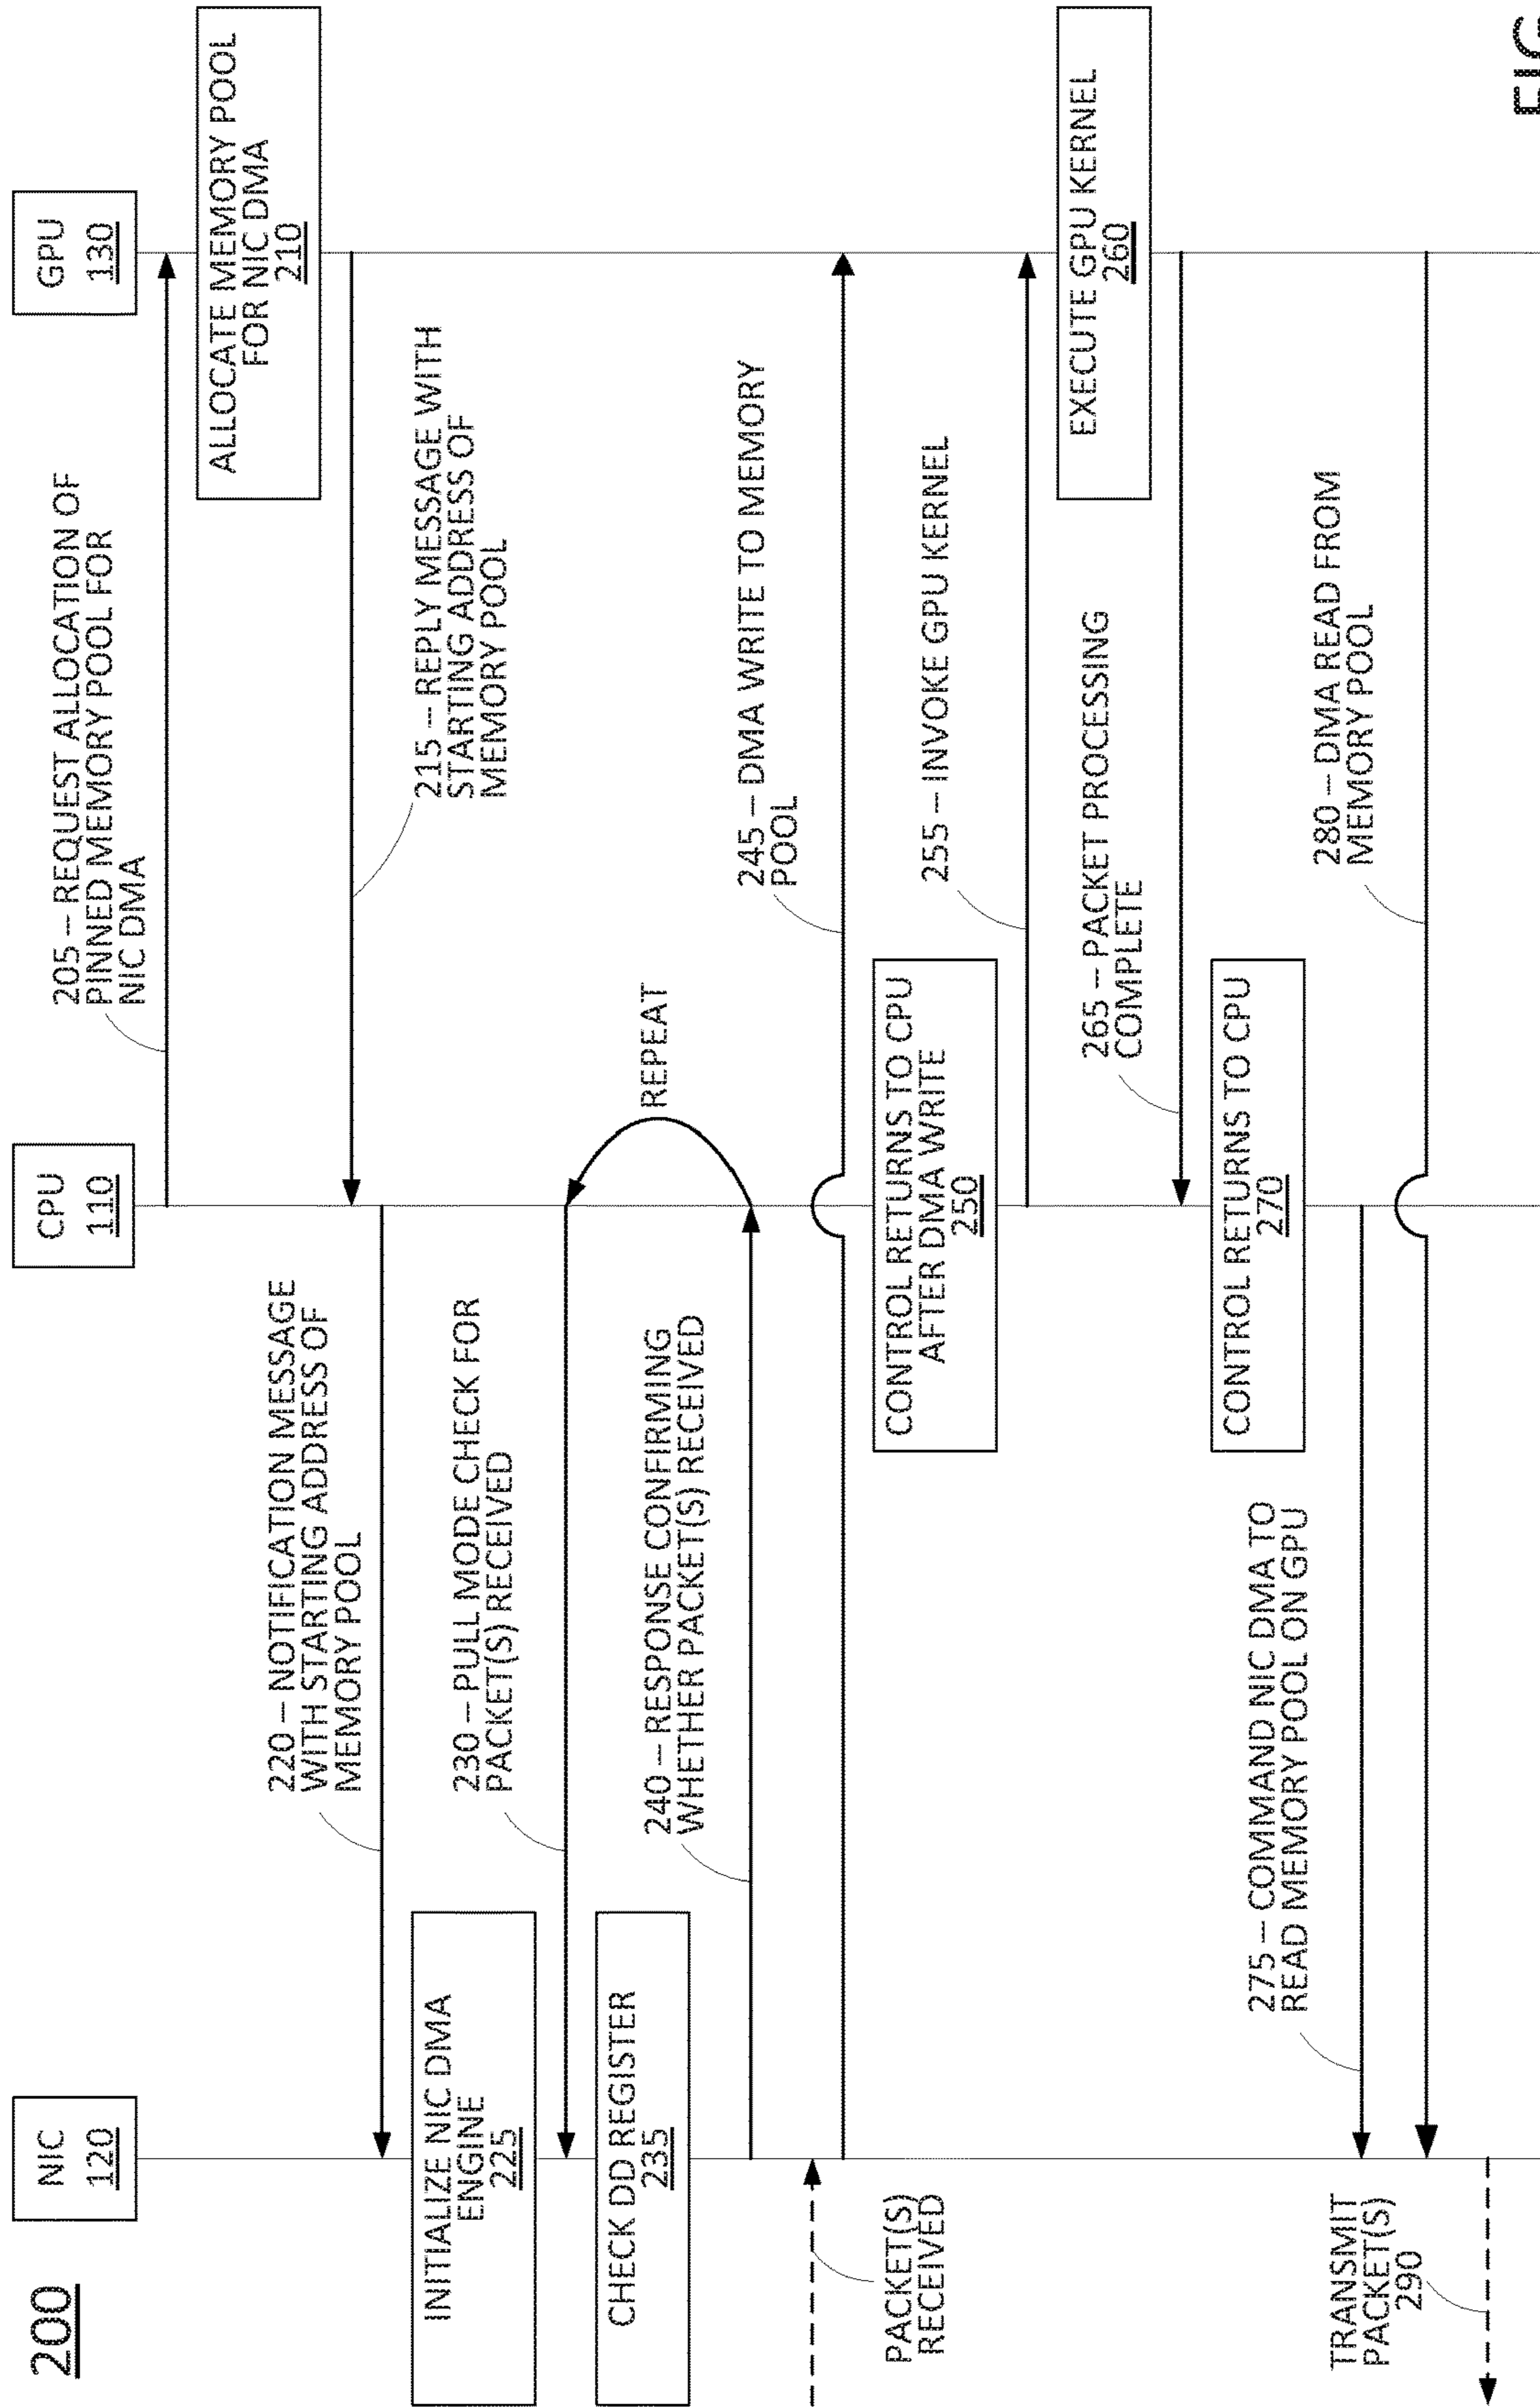 200
NIC
120
CPU
110
GPU
130
205 – REQUEST ALLOCATION OF
PINNED MEMORY POOL FOR
NIC DMA
ALLOCATE MEMORY POOL
FOR NIC DMA
210
215 – REPLY MESSAGE WITH
STARTING ADDRESS OF
MEMORY POOL
220 – NOTIFICATION MESSAGE
WITH STARTING ADDRESS OF
MEMORY POOL
INITIALIZE NIC DMA
ENGINE
225
230 – PULL MODE CHECK FOR
PACKET(S) RECEIVED
CHECK DD REGISTER
235
240 – RESPONSE CONFIRMING
WHETHER PACKET(S) RECEIVED
REPEAT
PACKET(S)
RECEIVED
245 – DMA WRITE TO MEMORY
POOL
CONTROL RETURNS TO CPU
AFTER DMA WRITE
250
255 – INVOKE GPU KERNEL
EXECUTE GPU KERNEL
260
265 – PACKET PROCESSING
COMPLETE
CONTROL RETURNS TO CPU
270
275 – COMMAND NIC DMA TO
READ MEMORY POOL ON GPU
280 – DMA READ FROM
MEMORY POOL
TRANSMIT
PACKET(S)
290
FIG